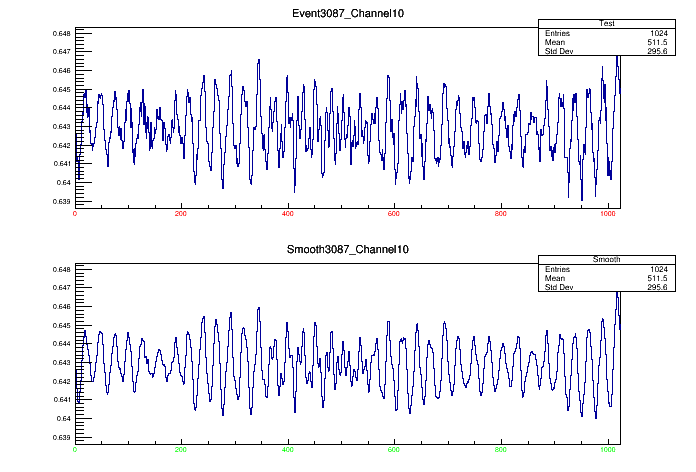 Event3087_Channel10
Test
Entries 1024
Mean 511.5
Std Dev 295.6
0.648
0.647
0.646
0.645
0.644
0.643
0.642
0.641
0.64
0.639
0 200 400 600 800 1000
Smooth3087_Channel10
Smooth
Entries 1024
Mean 511.5
Std Dev 295.6
0.648
0.647
0.646
0.645
0.644
0.643
0.642
0.641
0.64
0.639
0 200 400 600 800 1000